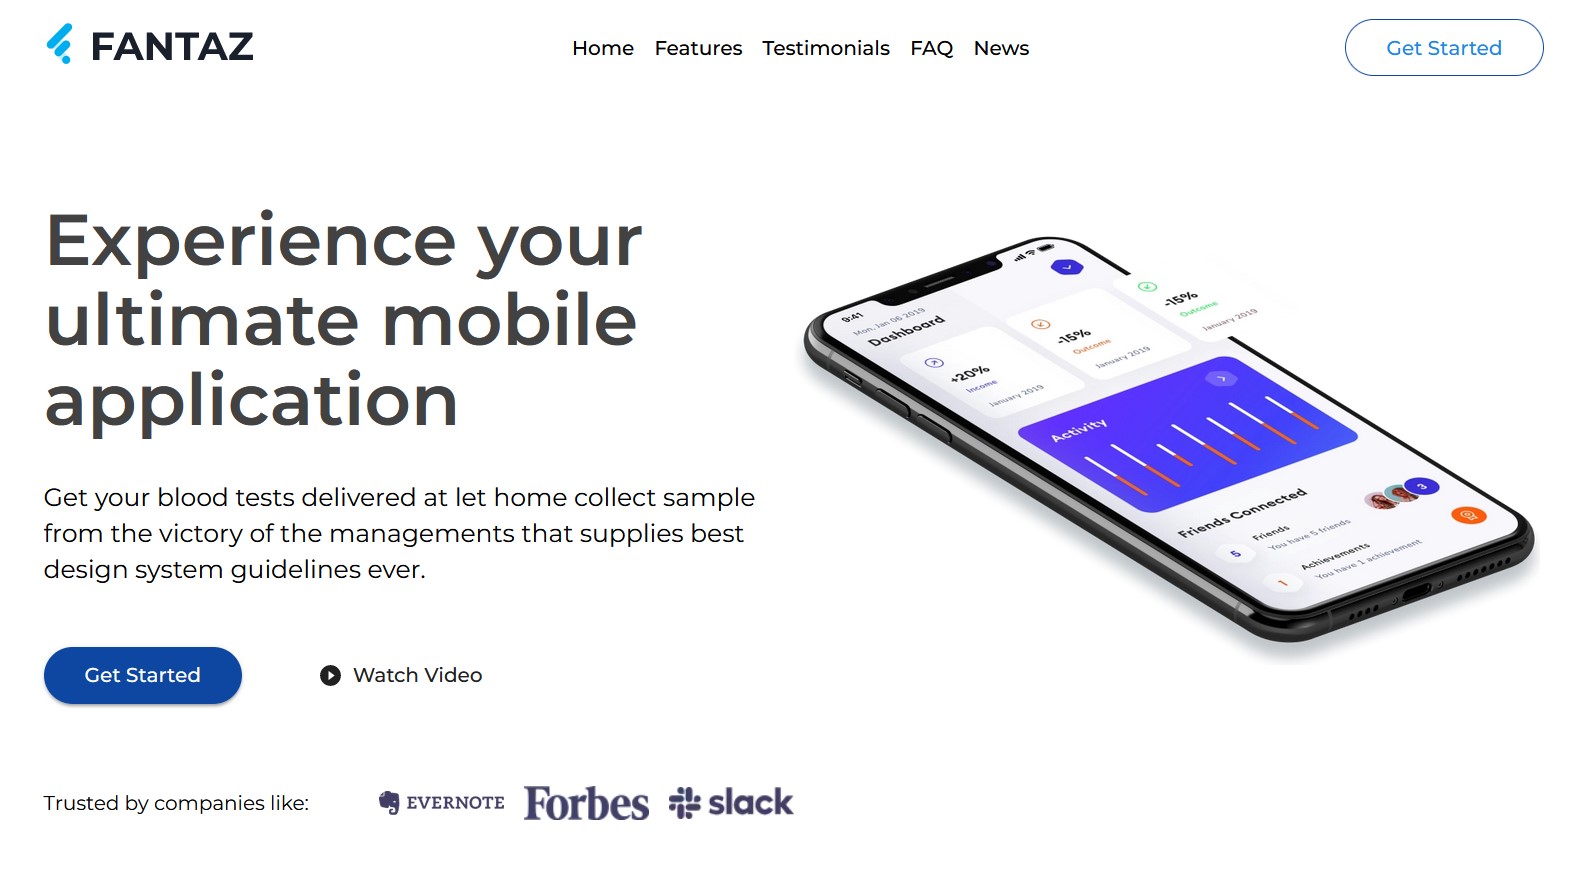 FANTAZ
Home Features Testimonials FAQ News
Get Started
Experience your
ultimate mobile
application
Get your blood tests delivered at let home collect sample
from the victory of the managements that supplies best
design system guidelines ever.
Get Started
Watch Video
Trusted by companies like:
EVERNOTE
Forbes
slack
9:41
Mon, Jan 06 2019
Dashboard
+20%
Income
January 2019
-15%
Outcome
January 2019
-15%
Outcome
January 2019
Activity
Friends Connected
3
5
Friends
You have 5 friends
1
Achievements
You have 1 achievement